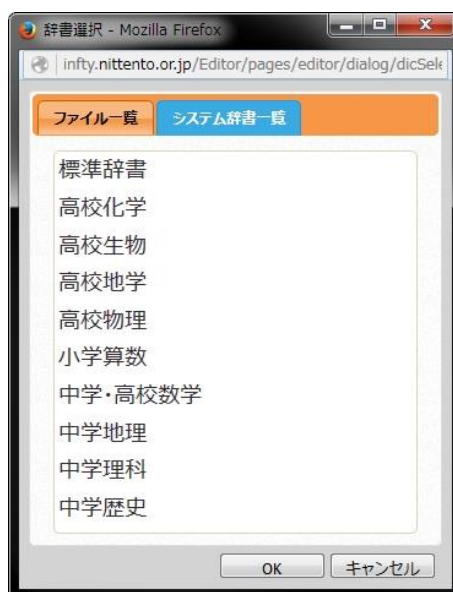 辞書選択 - Mozilla Firefox
infty.nittento.or.jp/Editor/pages/editor/dialog/dicSele
ファイル一覧 システム辞書一覧
標準辞書
高校化学
高校生物
高校地学
高校物理
小学算数
中学・高校数学
中学地理
中学理科
中学歴史
OK キャンセル